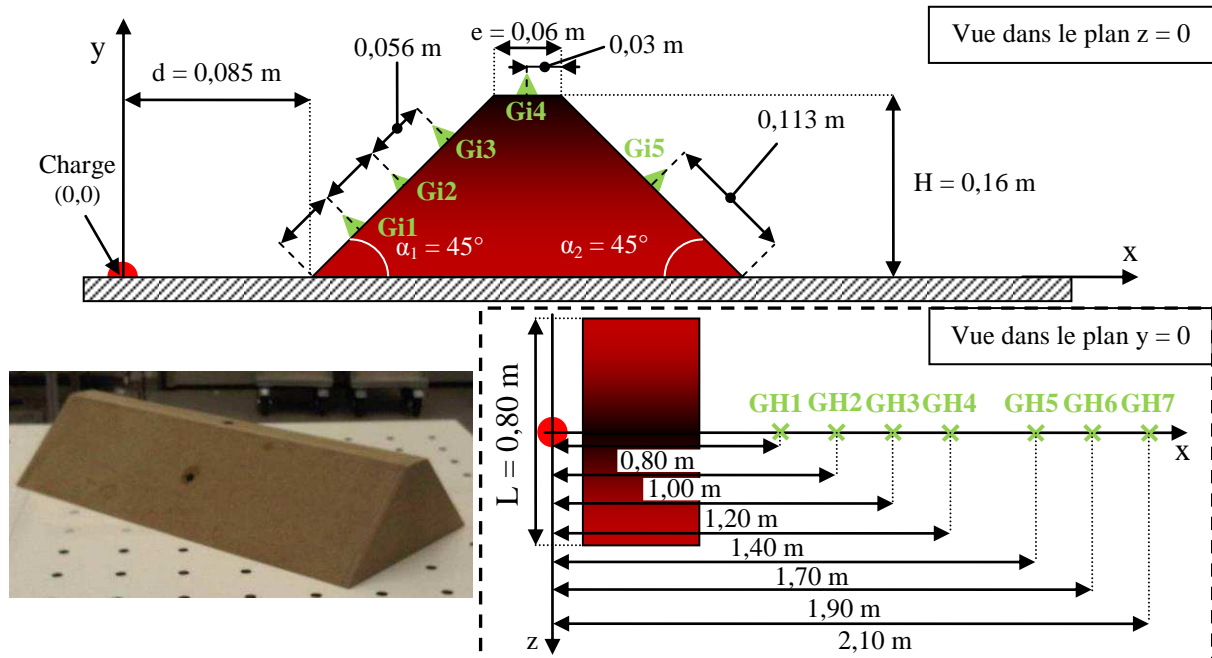 e = 0,06 m
Vue dans le plan z = 0
y
0,056 m
0,03 m
d = 0,085 m
Gi4
Gi3
Gi5
0,113 m
Charge
(0,0)
Gi2
H = 0,16 m
Gi1
α₁ = 45°
α₂ = 45°
x
Vue dans le plan y = 0
L = 0,80 m
GH1
GH2
GH3
GH4
GH5
GH6
GH7
x
0,80 m
1,00 m
1,20 m
1,40 m
1,70 m
1,90 m
2,10 m
z